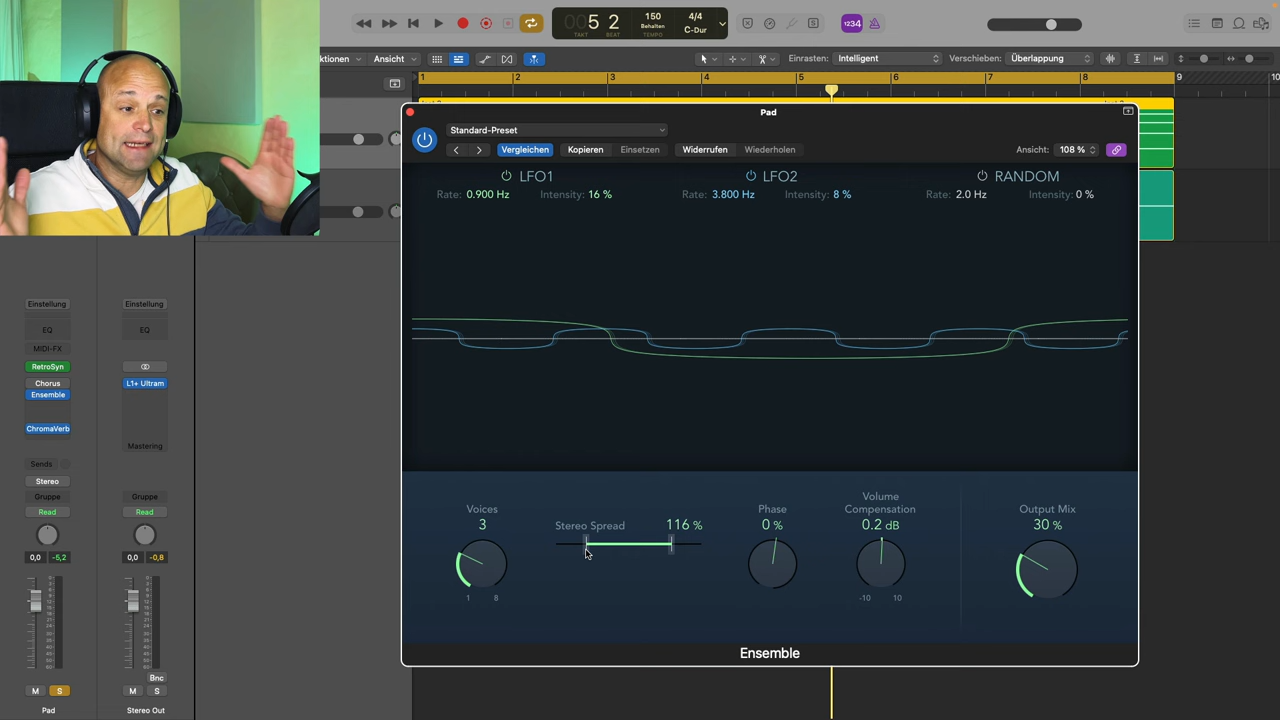 005 2
TAKT BEAT
150
Behalten
TEMPO
4/4
C-Dur
1234
ktionen
Ansicht
Einrasten: Intelligent
Verschieben: Überlappung
1 2 3 4 5 6 7 8 9 10
Pad
Standard-Preset
Vergleichen Kopieren Einsetzen Widerrufen Wiederholen
Ansicht: 108 %
LFO1
Rate: 0.900 Hz Intensity: 16 %
LFO2
Rate: 3.800 Hz Intensity: 8 %
RANDOM
Rate: 2.0 Hz Intensity: 0 %
Voices
3
1 8
Stereo Spread 116 %
Phase
0 %
Volume
Compensation
0.2 dB
-10 10
Output Mix
30 %
Ensemble
Einstellung
EQ
MIDI-FX
RetroSyn
Chorus
Ensemble
ChromaVerb
Sends
Stereo
Gruppe
Read
0,0 -5,2
M S
Pad
Einstellung
EQ
L1+ Ultram
Mastering
Gruppe
Read
0,0 -0,8
Bnc
M S
Stereo Out